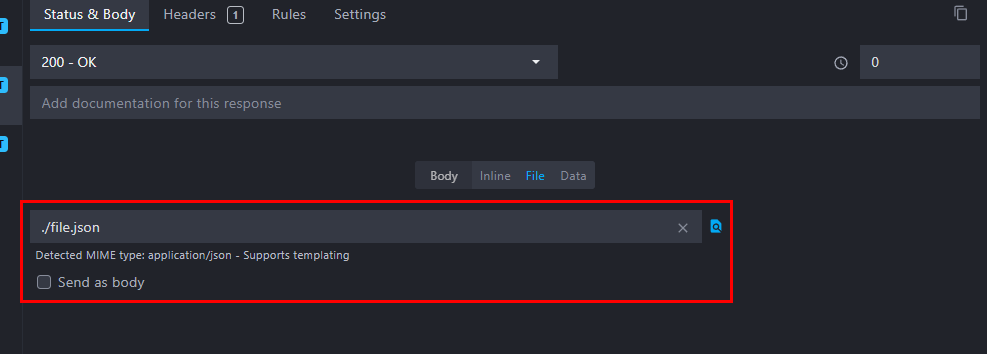 Status & Body Headers 1 Rules Settings
200 - OK 0
Add documentation for this response
Body Inline File Data
./file.json
Detected MIME type: application/json - Supports templating
Send as body